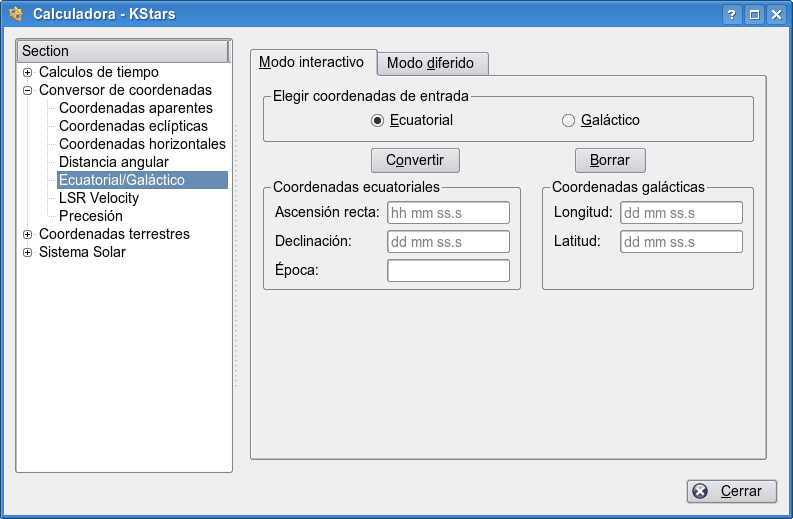 Calculadora - KStars
Section
Calculos de tiempo
Conversor de coordenadas
Coordenadas aparentes
Coordenadas eclípticas
Coordenadas horizontales
Distancia angular
Ecuatorial/Galáctico
LSR Velocity
Precesión
Coordenadas terrestres
Sistema Solar
Modo interactivo Modo diferido
Elegir coordenadas de entrada
Ecuatorial Galáctico
Convertir Borrar
Coordenadas ecuatoriales
Ascensión recta: hh mm ss.s
Declinación: dd mm ss.s
Época:
Coordenadas galácticas
Longitud: dd mm ss.s
Latitud: dd mm ss.s
Cerrar